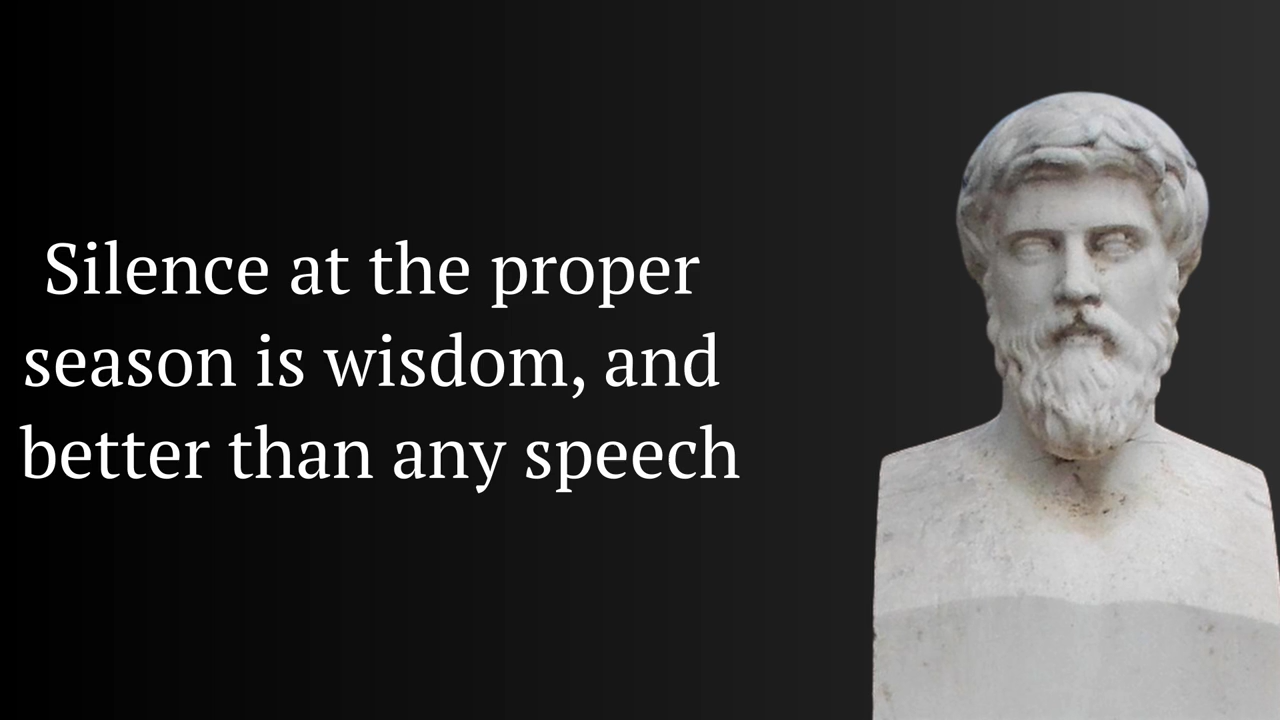 Silence at the proper
season is wisdom, and
better than any speech